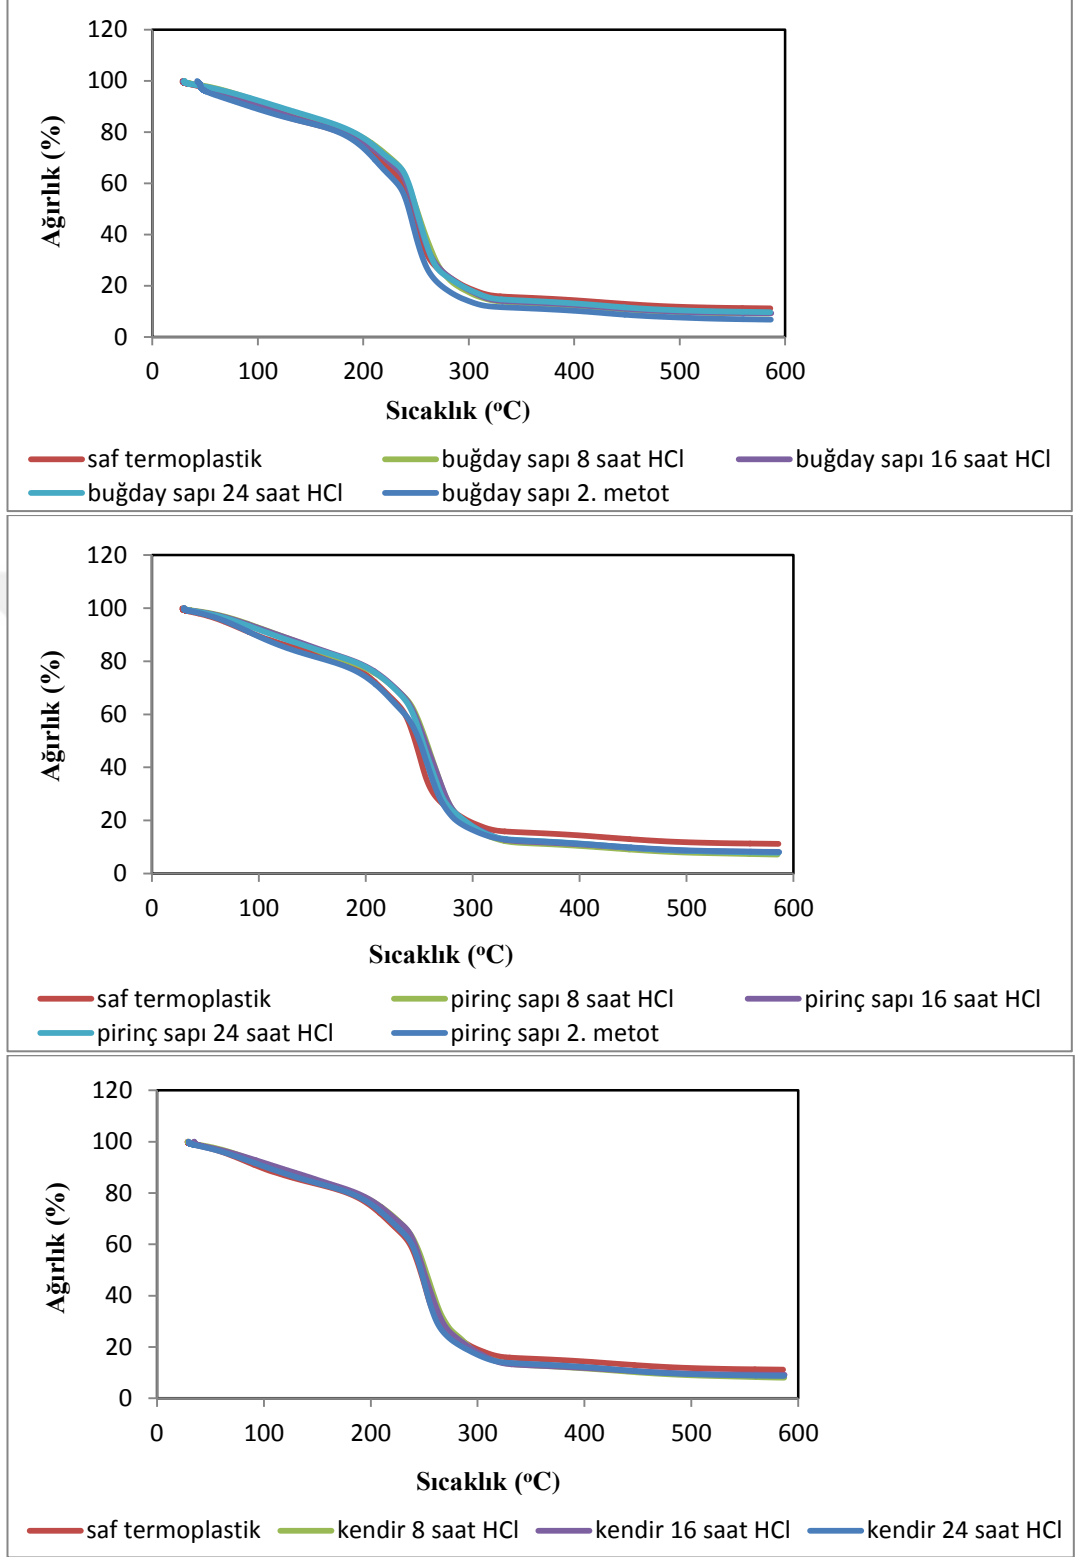 120
100
80
60
40
20
0
Ağırlık (%)
0 100 200 300 400 500 600
Sıcaklık (ºC)
saf termoplastik buğday sapı 8 saat HCl buğday sapı 16 saat HCl
buğday sapı 24 saat HCl buğday sapı 2. metot
120
100
80
60
40
20
0
Ağırlık (%)
0 100 200 300 400 500 600
Sıcaklık (ºC)
saf termoplastik pirinç sapı 8 saat HCl pirinç sapı 16 saat HCl
pirinç sapı 24 saat HCl pirinç sapı 2. metot
120
100
80
60
40
20
0
Ağırlık (%)
0 100 200 300 400 500 600
Sıcaklık (ºC)
saf termoplastik kendir 8 saat HCl kendir 16 saat HCl kendir 24 saat HCl